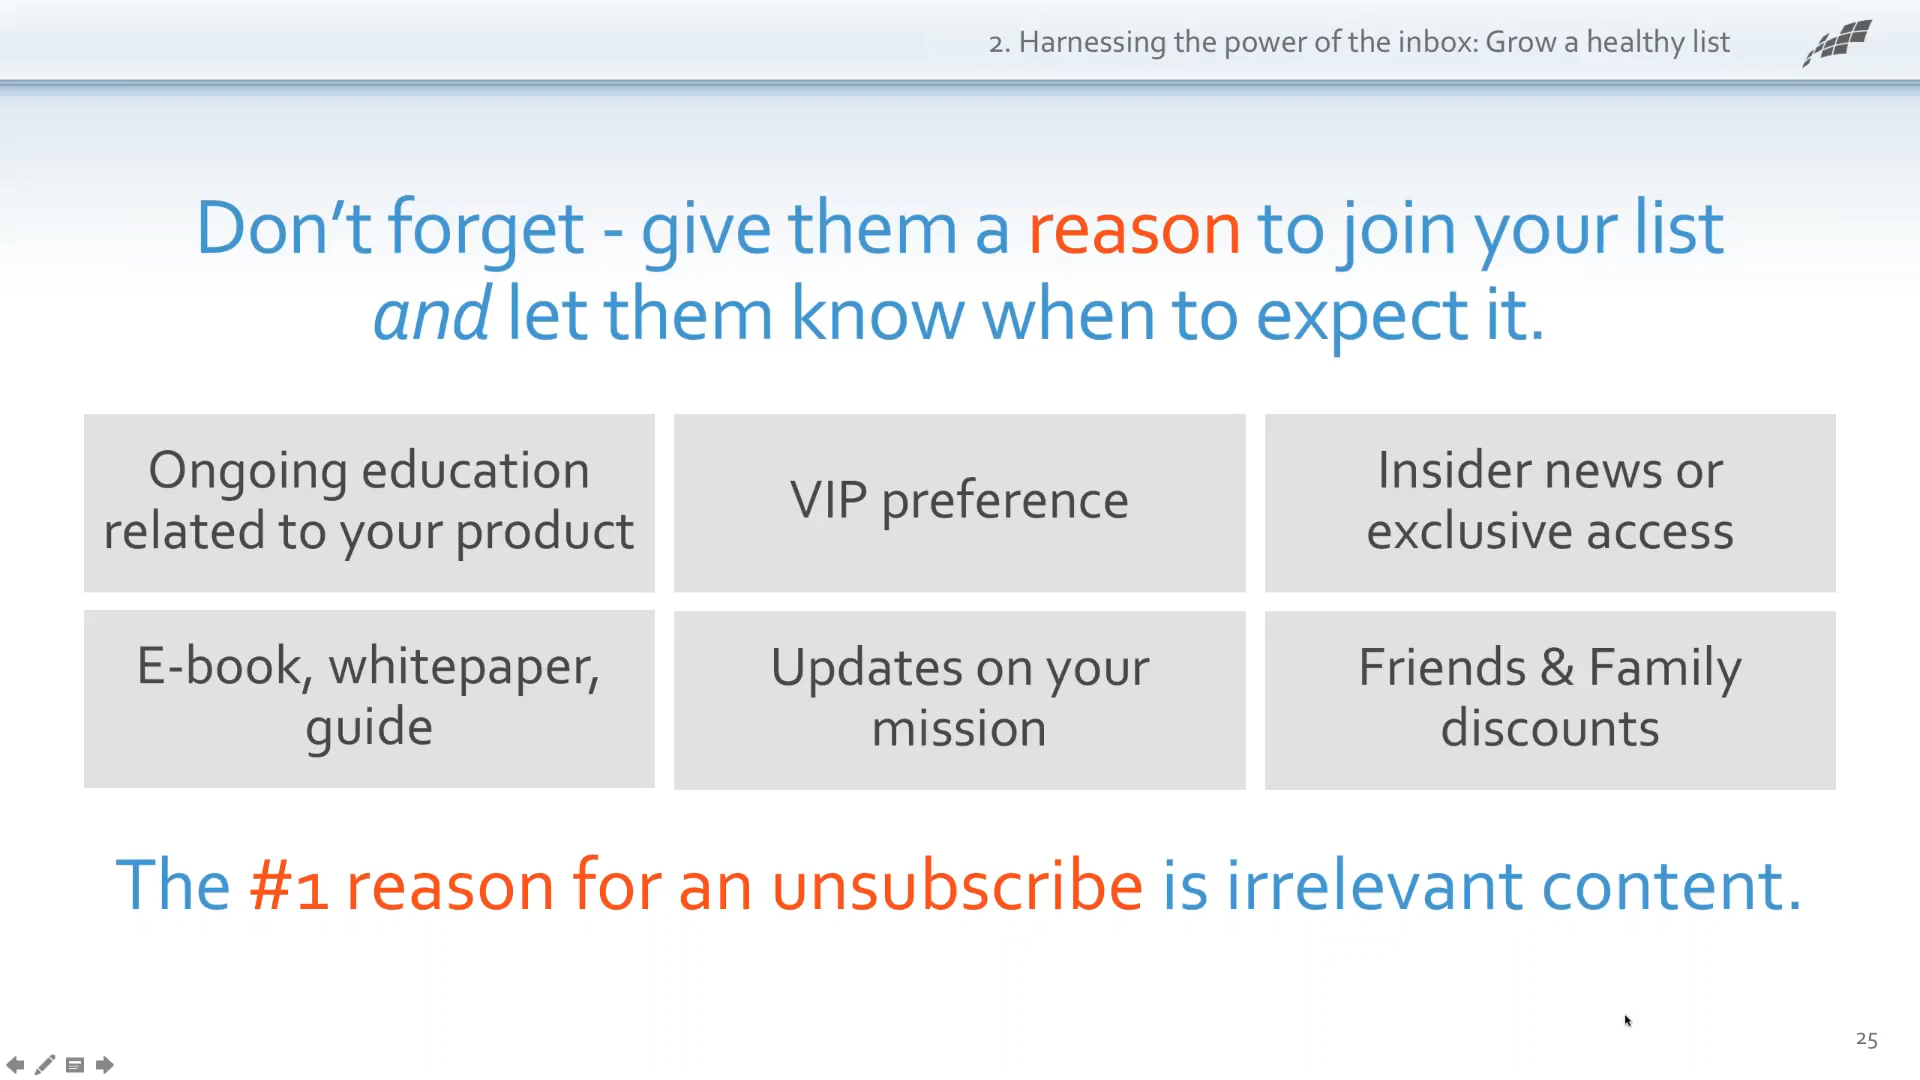 2. Harnessing the power of the inbox: Grow a healthy list
Don’t forget - give them a reason to join your list
and let them know when to expect it.
Ongoing education
related to your product
VIP preference
Insider news or
exclusive access
E-book, whitepaper,
guide
Updates on your
mission
Friends & Family
discounts
The #1 reason for an unsubscribe is irrelevant content.
25